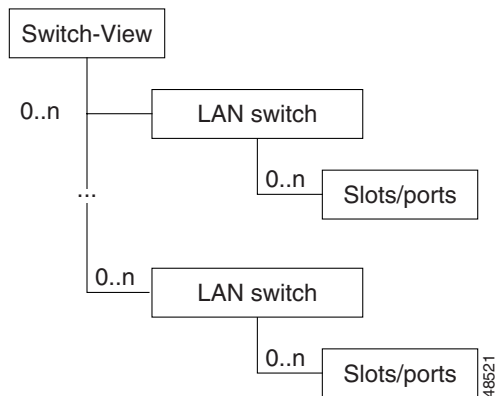 Switch-View
0..n
LAN switch
0..n
Slots/ports
...
0..n
LAN switch
0..n
Slots/ports
48521